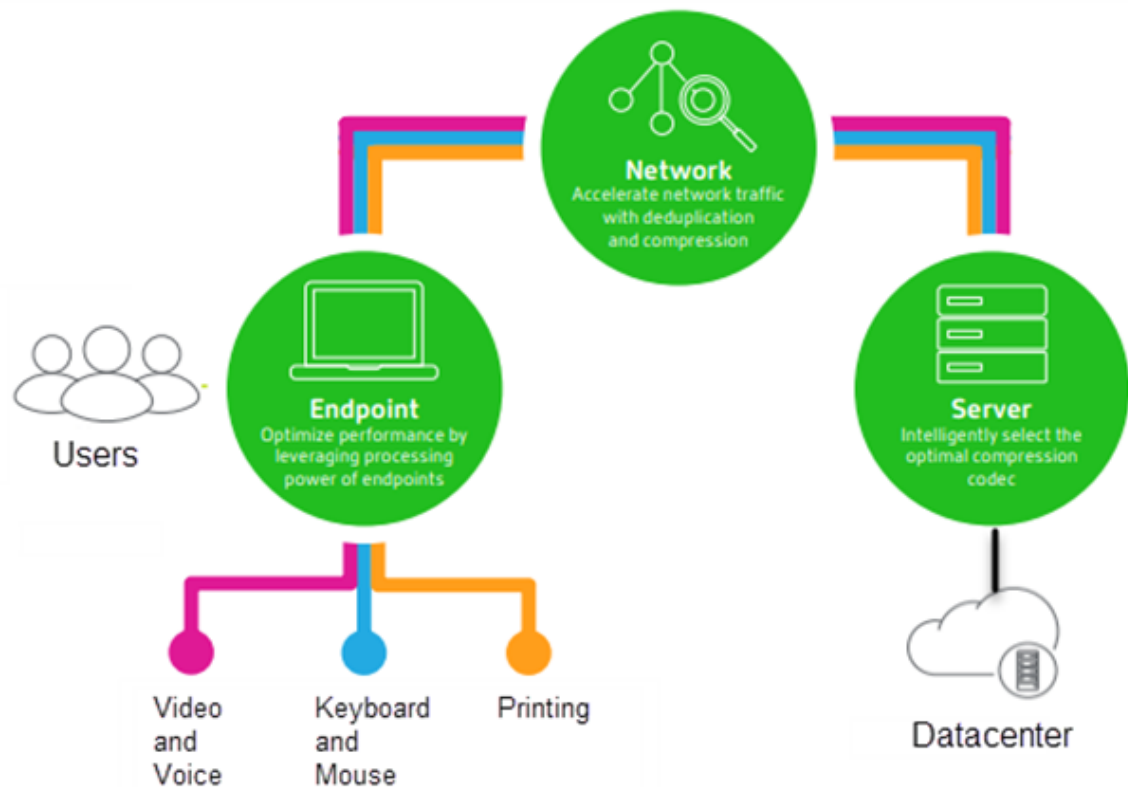 Network
Accelerate network traffic
with deduplication
and compression
Endpoint
Optimize performance by
leveraging processing
power of endpoints
Server
Intelligently select the
optimal compression
codec
Users
Video
and
Voice
Keyboard
and
Mouse
Printing
Datacenter